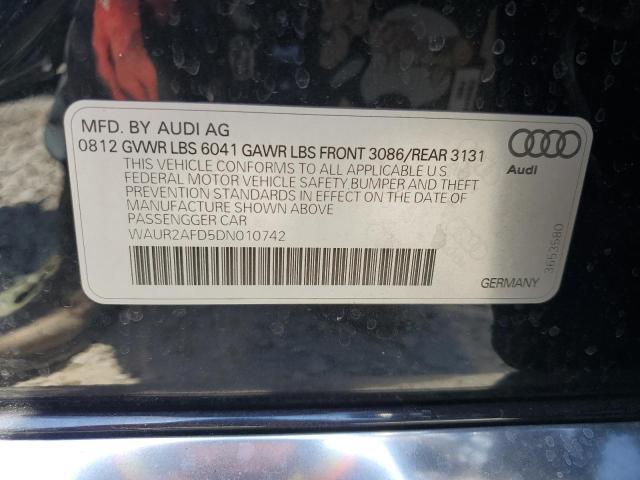 MFD. BY AUDI AG
0812 GVWR LBS 6041 GAWR LBS FRONT 3086/REAR 3131
THIS VEHICLE CONFORMS TO ALL APPLICABLE U.S.
FEDERAL MOTOR VEHICLE SAFETY BUMPER AND THEFT
PREVENTION STANDARDS IN EFFECT ON THE DATE OF
MANUFACTURE SHOWN ABOVE
PASSENGGER CAR
WAUR2AFD5DN010742
Audi
3653580
GERMANY